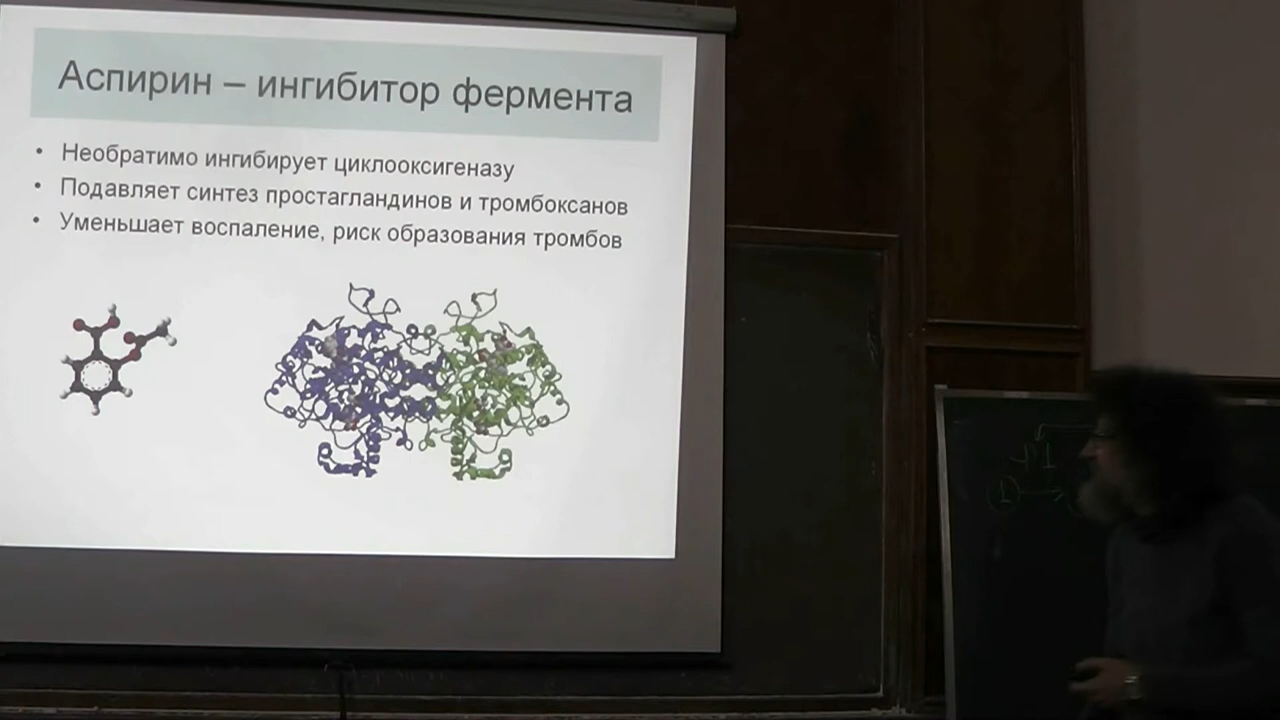 Аспирин – ингибитор фермента
• Необратимо ингибирует циклооксигеназу
• Подавляет синтез простагландинов и тромбоксанов
• Уменьшает воспаление, риск образования тромбов